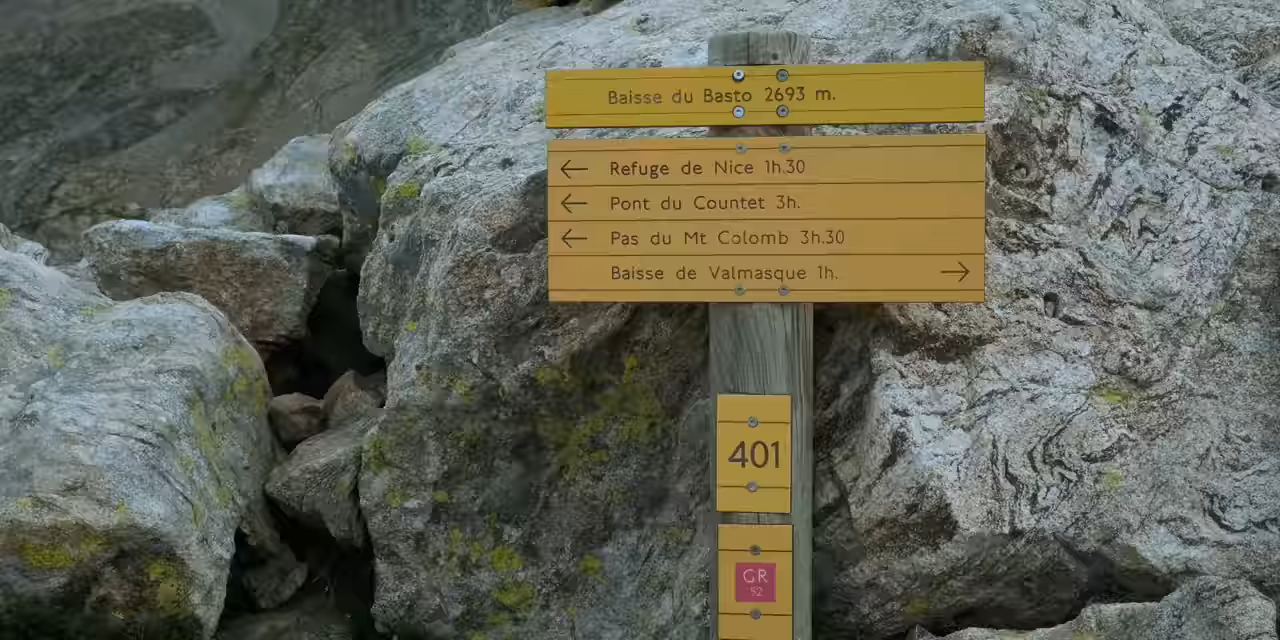 Baisse du Basto 2693 m.
← Refuge de Nice 1h.30
← Pont du Countet 3h.
← Pas du Mt Colomb 3h.30
Baisse de Valmasque 1h. →
401
GR
52